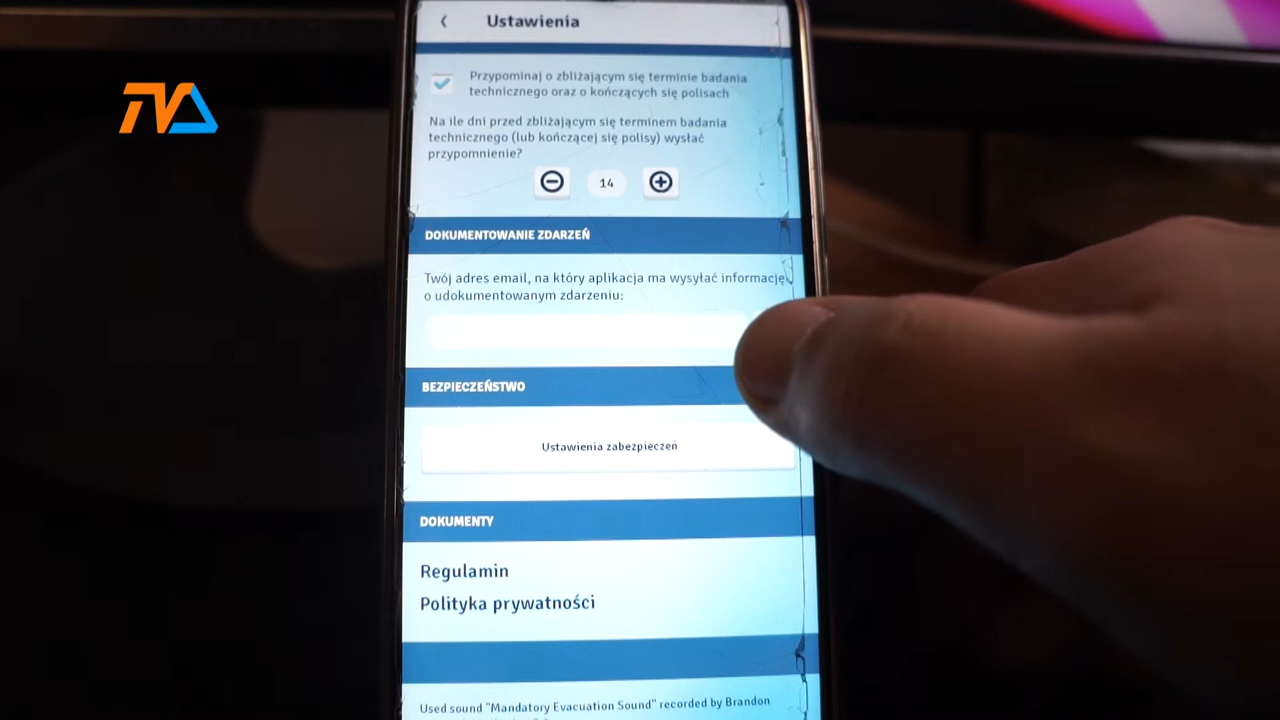 Ustawienia
TVA
Przypominaj o zbliżającym się terminie badania
technicznego oraz o kończących się polisach
Na ile dni przed zbliżającym się terminem badania
technicznego (lub kończącej się polisy) wysłać
przypomnienie?
14
DOKUMENTOWANIE ZDARZEŃ
Twój adres email, na który aplikacja ma wysyłać informację
o udokumentowanym zdarzeniu:
BEZPIECZEŃSTWO
Ustawienia zabezpieczeń
DOKUMENTY
Regulamin
Polityka prywatności
Used sound "Mandatory Evacuation Sound" recorded by Brandon